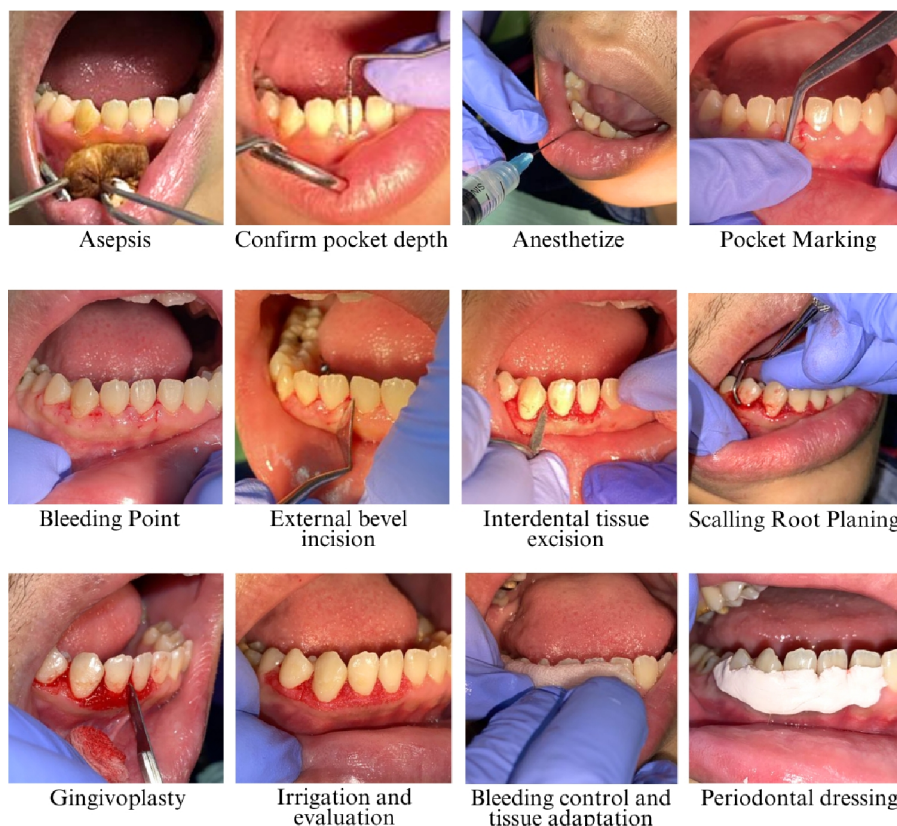 Asepsis
Confirm pocket depth
Anesthetize
Pocket Marking
Bleeding Point
External bevel
incision
Interdental tissue
excision
Scalling Root Planing
Gingivoplasty
Irrigation and
evaluation
Bleeding control and
tissue adaptation
Periodontal dressing